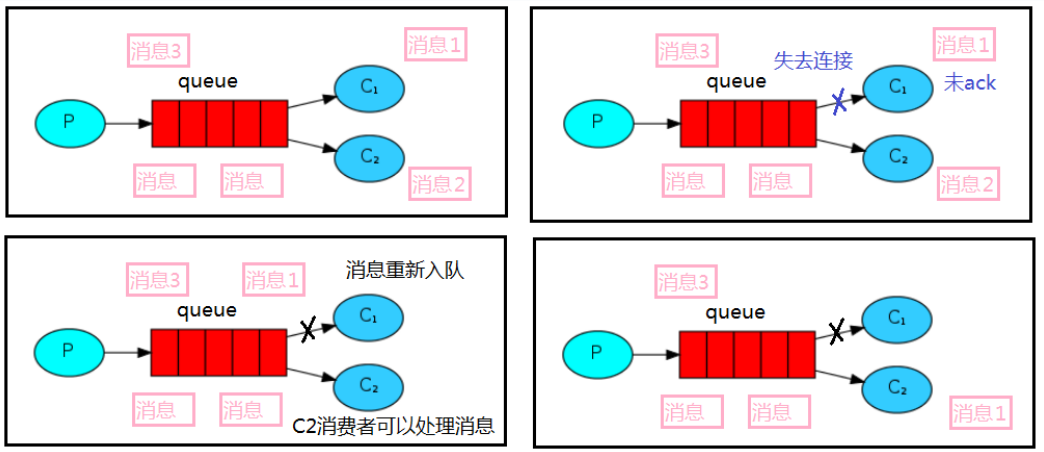 消息3
消息1
queue
P
C₁
C₂
消息
消息
消息2
消息3
失去连接
消息1
queue
未ack
P
C₁
C₂
消息
消息
消息2
消息3
消息1
消息重新入队
queue
P
C₁
C₂
消息
消息
C2消费者可以处理消息
消息3
queue
P
C₁
C₂
消息
消息
消息1